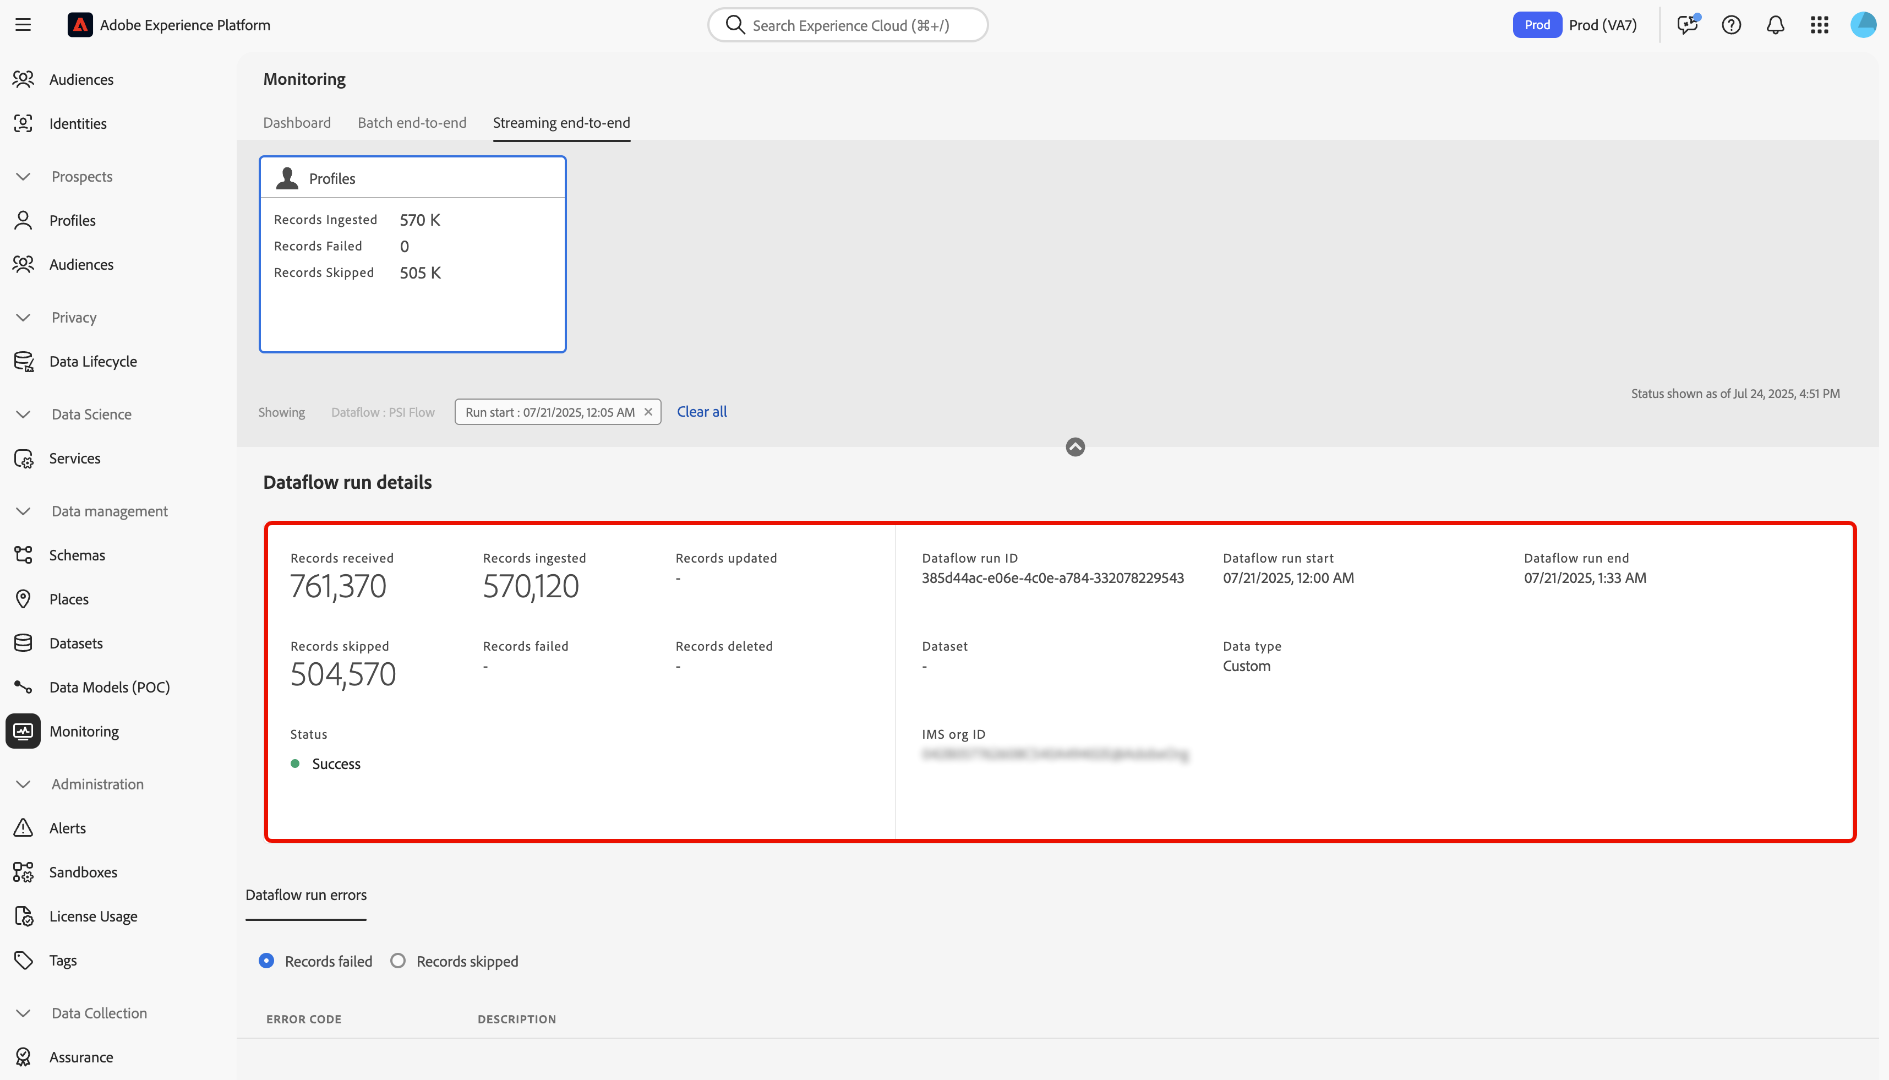 Adobe Experience Platform
Search Experience Cloud (⌘+/)
Prod
Prod (VA7)
Audiences
Identities
Prospects
Profiles
Audiences
Privacy
Data Lifecycle
Data Science
Services
Data management
Schemas
Places
Datasets
Data Models (POC)
Monitoring
Administration
Alerts
Sandboxes
License Usage
Tags
Data Collection
Assurance
Monitoring
Dashboard
Batch end-to-end
Streaming end-to-end
Profiles
Records Ingested 570 K
Records Failed 0
Records Skipped 505 K
Status shown as of Jul 24, 2025, 4:51 PM
Showing
Dataflow : PSI Flow
Run start : 07/21/2025, 12:05 AM
Clear all
Dataflow run details
Records received
761,370
Records ingested
570,120
Records updated
-
Records skipped
504,570
Records failed
-
Records deleted
-
Status
Success
Dataflow run ID
385d44ac-e06e-4c0e-a784-332078229543
Dataflow run start
07/21/2025, 12:00 AM
Dataflow run end
07/21/2025, 1:33 AM
Dataset
-
Data type
Custom
IMS org ID
Dataflow run errors
Records failed
Records skipped
ERROR CODE
DESCRIPTION